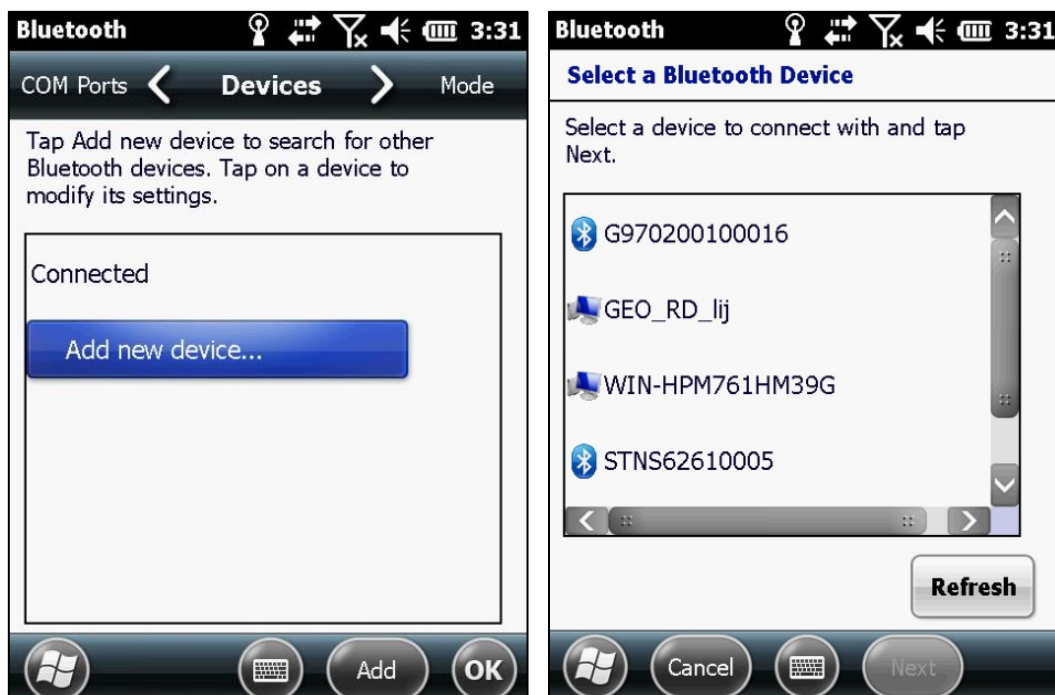 Bluetooth 3:31
COM Ports Devices Mode
Tap Add new device to search for other
Bluetooth devices. Tap on a device to
modify its settings.
Connected
Add new device...
Add OK
Bluetooth 3:31
Select a Bluetooth Device
Select a device to connect with and tap
Next.
G970200100016
GEO_RD_lij
WIN-HPM761HM39G
STNS62610005
Refresh
Cancel Next